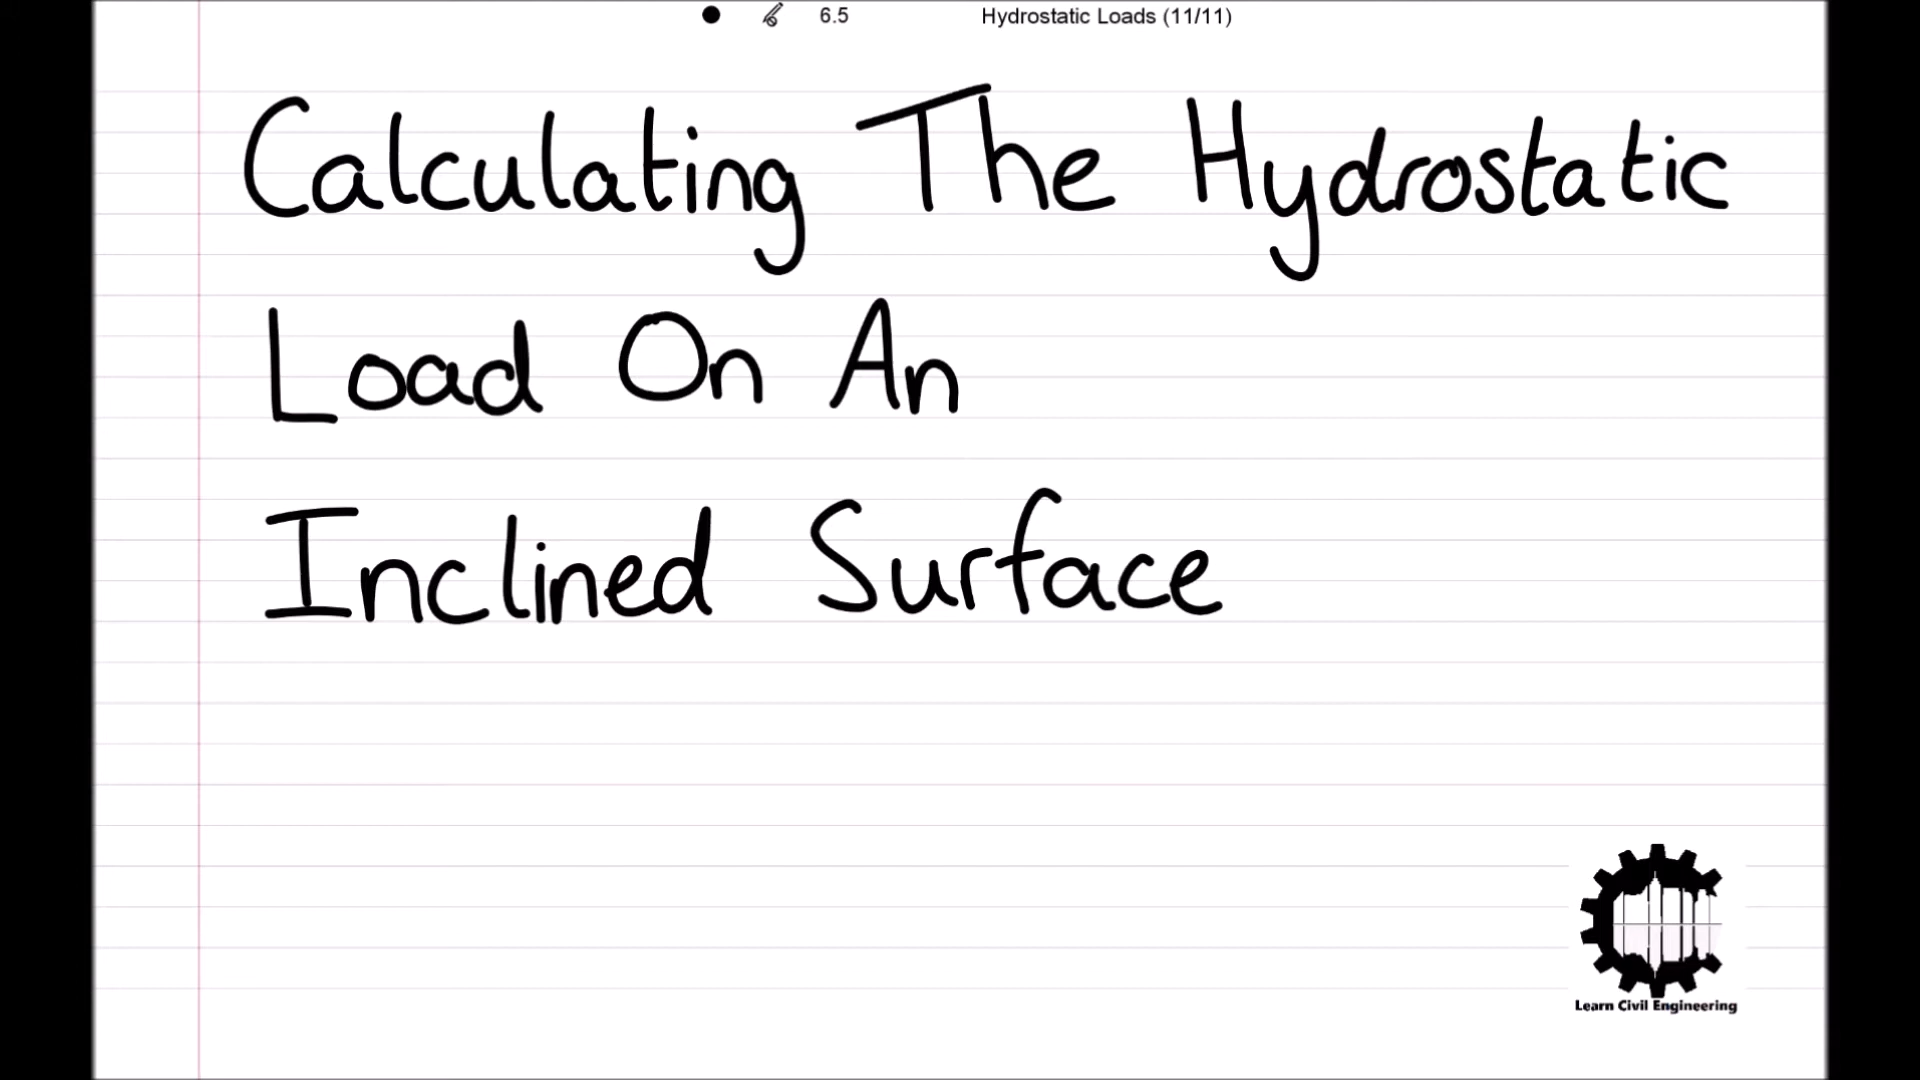 6.5 Hydrostatic Loads (11/11)
Calculating The Hydrostatic
Load On An
Inclined Surface
Learn Civil Engineering